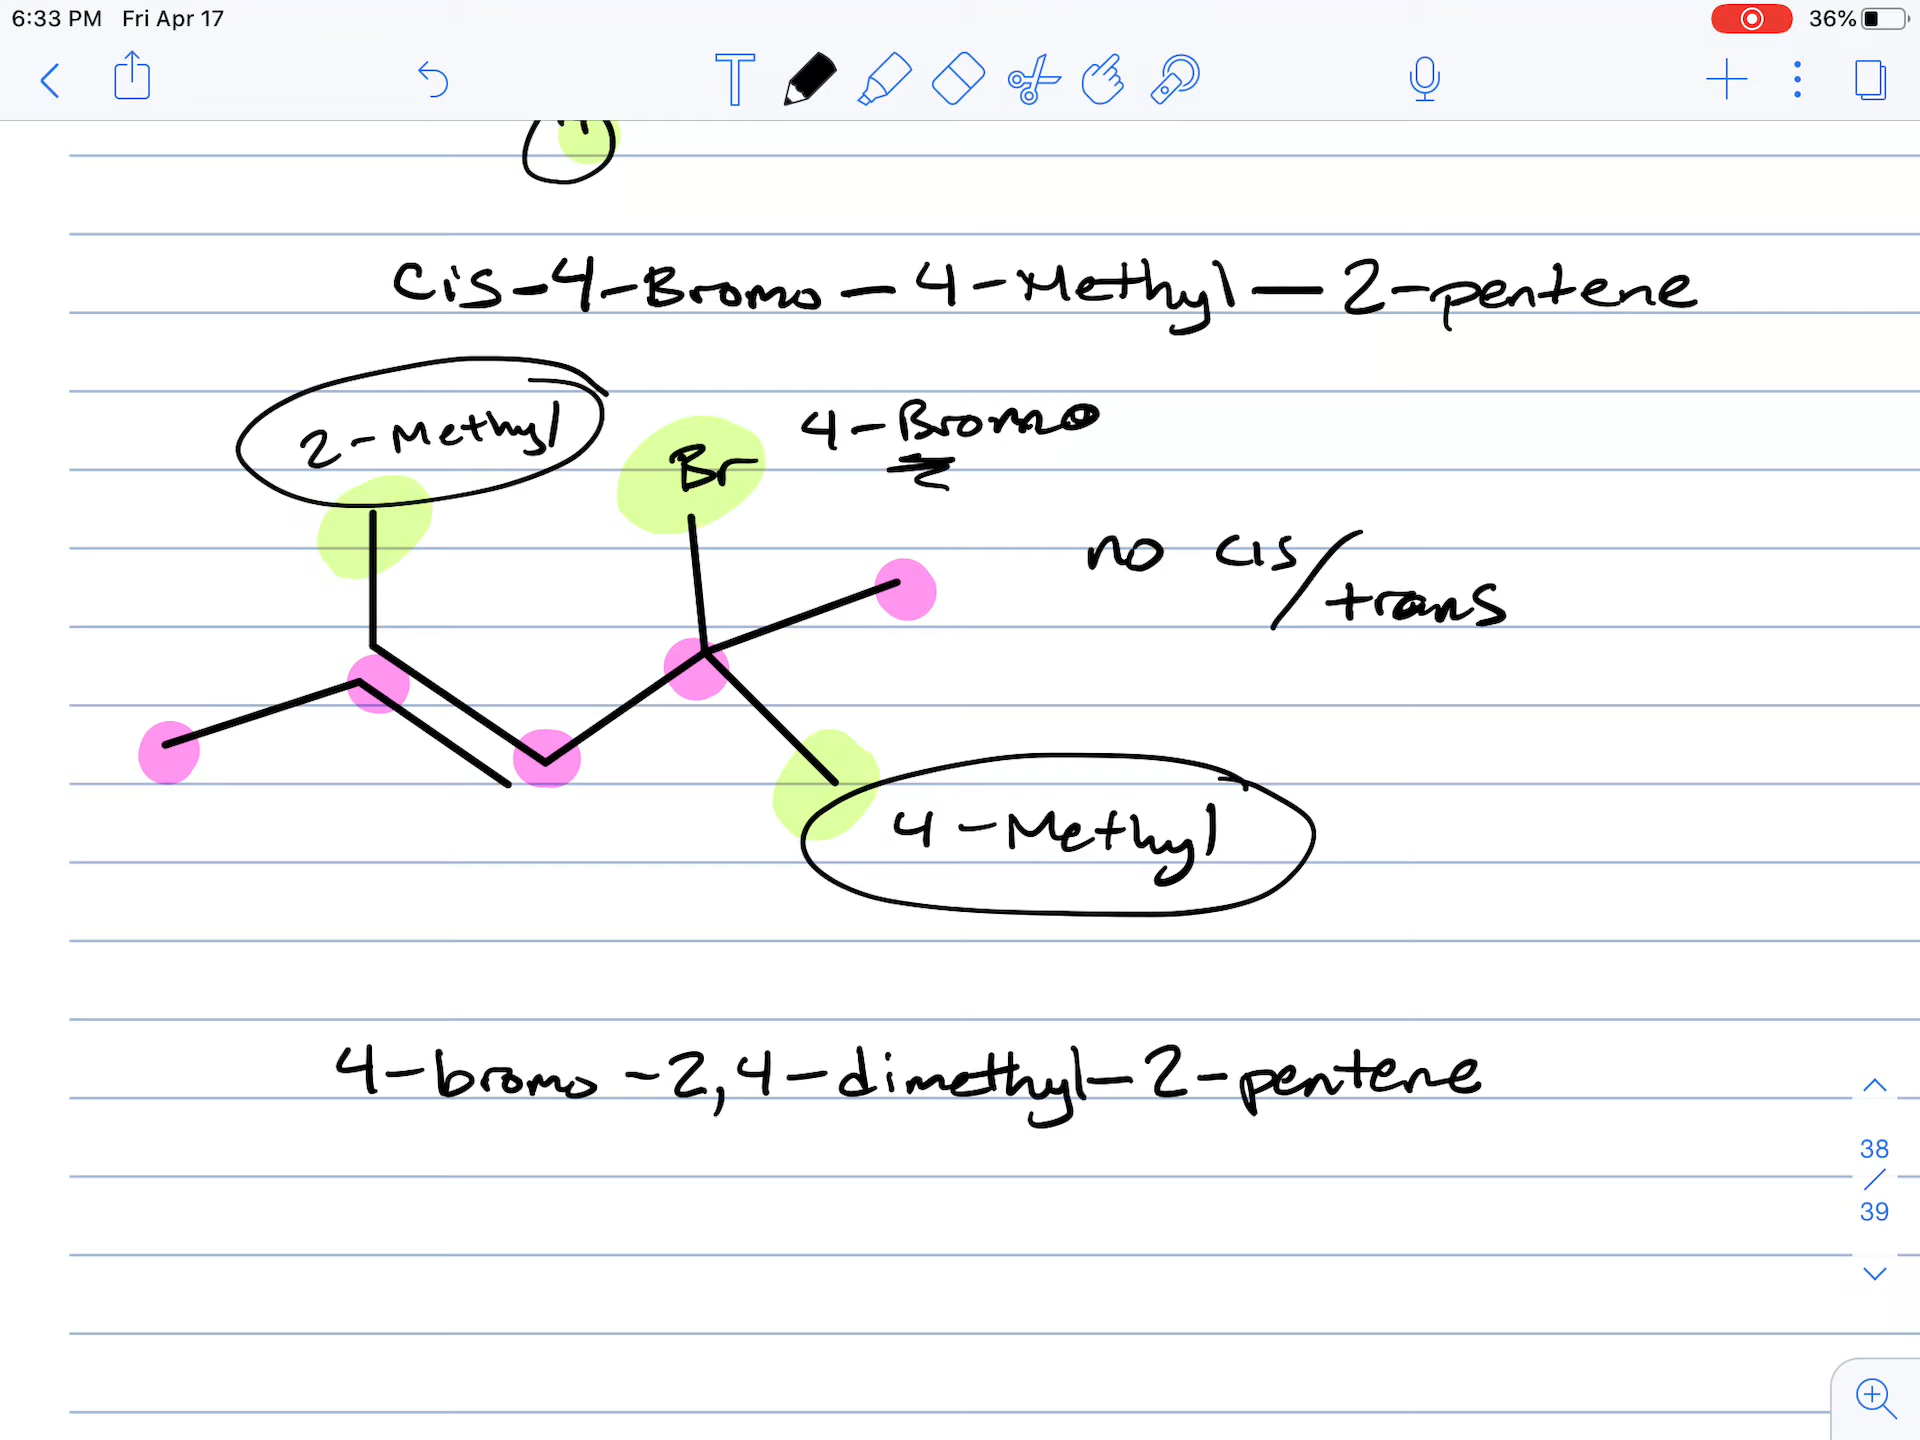 6:33 PM Fri Apr 17
36%
T
Cis-4-Bromo-4-Methyl-2-pentene
2-Methyl
4-Bromo
Br
no cis/trans
4-Methyl
4-bromo-2,4-dimethyl-2-pentene
38
/
39